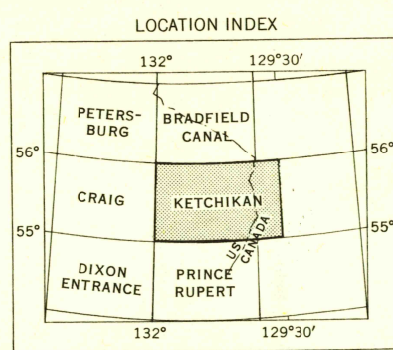 LOCATION INDEX
132° 129°30'
PETERS-
BURG
BRADFIELD
CANAL
56° 56°
CRAIG KETCHIKAN
55° 55°
US
CANADA
DIXON
ENTRANCE
PRINCE
RUPERT
132° 129°30'